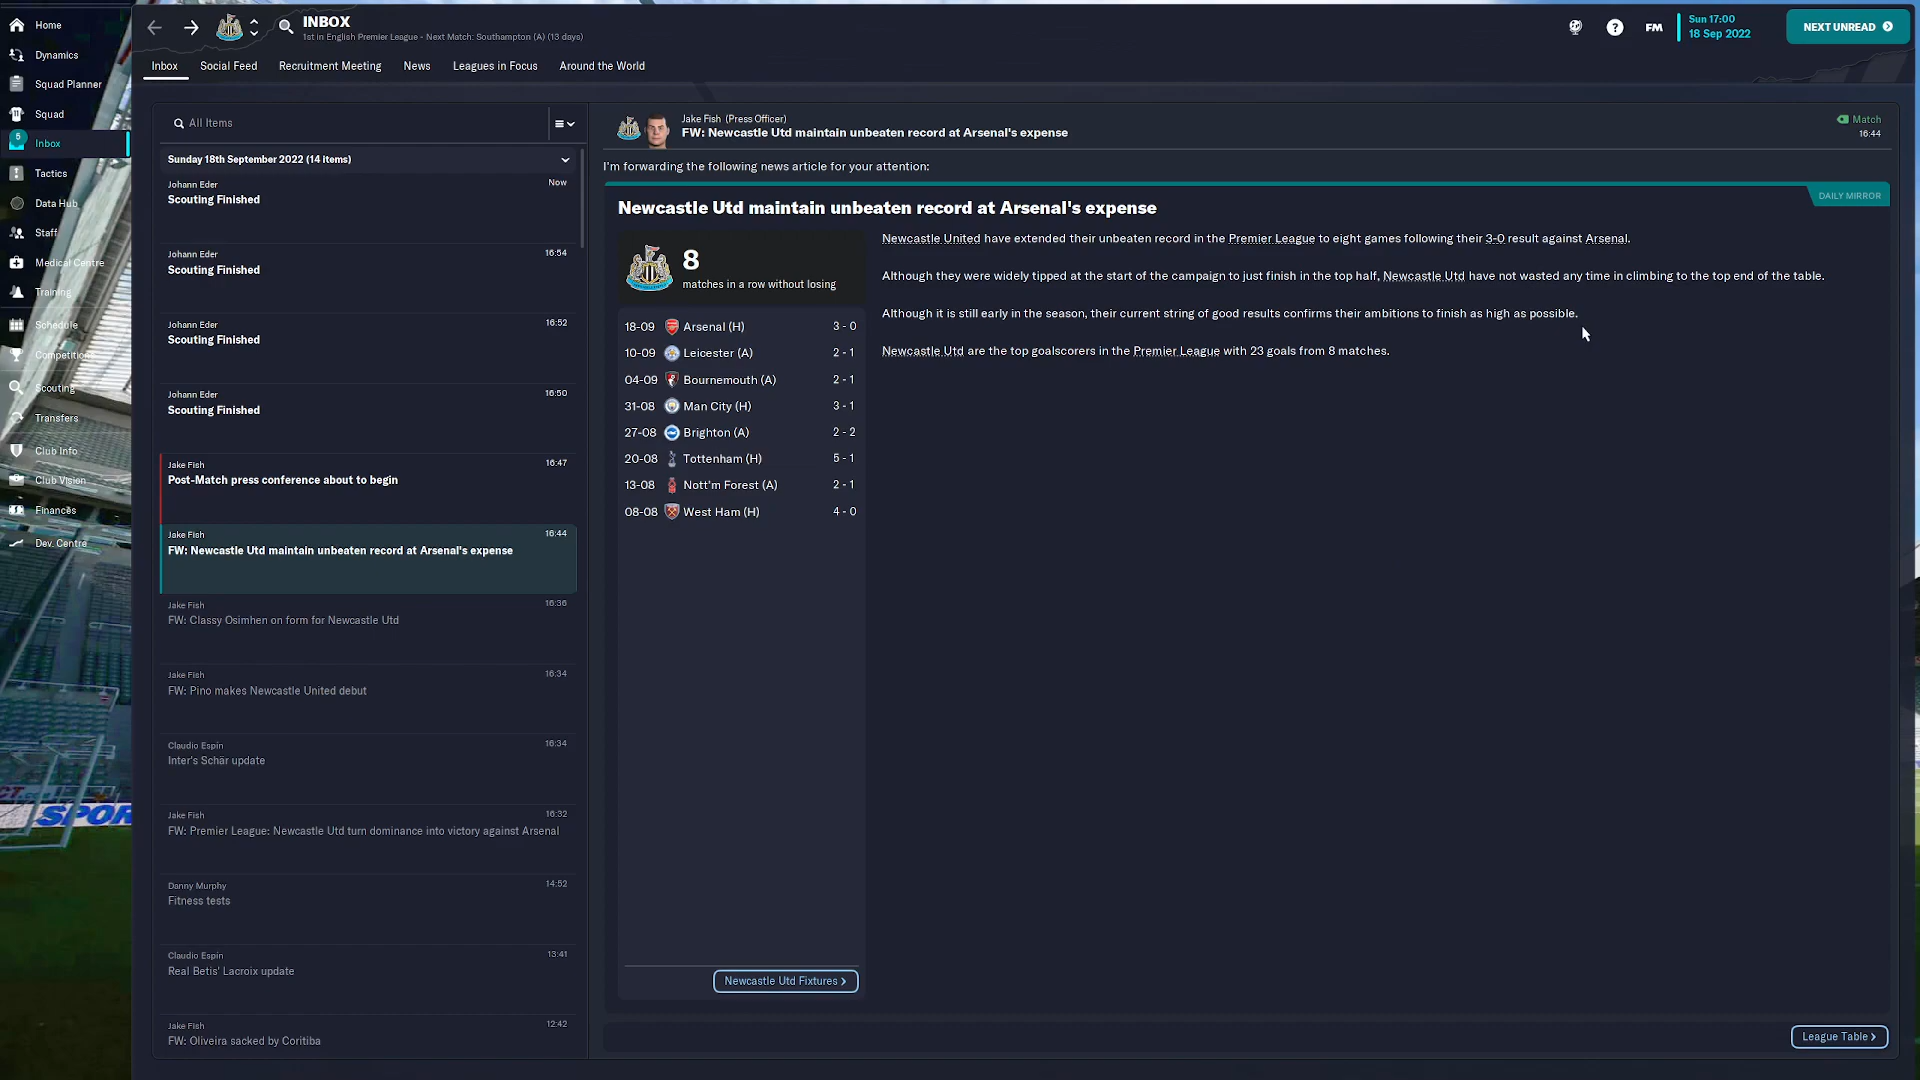 Home
Dynamics
Squad Planner
Squad
5
Inbox
Tactics
Data Hub
Staff
Medical Centre
Training
Schedule
Competitions
Scouting
Transfers
Club Info
Club Vision
Finances
Dev. Centre
INBOX
1st in English Premier League - Next Match: Southampton (A) (13 days)
?
FM
Sun 17:00
18 Sep 2022
NEXT UNREAD
Inbox
Social Feed
Recruitment Meeting
News
Leagues in Focus
Around the World
All Items
Sunday 18th September 2022 (14 items)
Johann Eder
Now
Scouting Finished
Johann Eder
16:54
Scouting Finished
Johann Eder
16:52
Scouting Finished
Johann Eder
16:50
Scouting Finished
Jake Fish
16:47
Post-Match press conference about to begin
Jake Fish
16:44
FW: Newcastle Utd maintain unbeaten record at Arsenal's expense
Jake Fish
16:36
FW: Classy Osimhen on form for Newcastle Utd
Jake Fish
16:34
FW: Pino makes Newcastle United debut
Claudio Espín
16:34
Inter's Schär update
Jake Fish
16:32
FW: Premier League: Newcastle Utd turn dominance into victory against Arsenal
Danny Murphy
14:52
Fitness tests
Claudio Espín
13:41
Real Betis' Lacroix update
Jake Fish
12:42
FW: Oliveira sacked by Coritiba
Jake Fish (Press Officer)
FW: Newcastle Utd maintain unbeaten record at Arsenal's expense
Match
16:44
I'm forwarding the following news article for your attention:
DAILY MIRROR
Newcastle Utd maintain unbeaten record at Arsenal's expense
8
matches in a row without losing
18-09 Arsenal (H) 3 - 0
10-09 Leicester (A) 2 - 1
04-09 Bournemouth (A) 2 - 1
31-08 Man City (H) 3 - 1
27-08 Brighton (A) 2 - 2
20-08 Tottenham (H) 5 - 1
13-08 Nott'm Forest (A) 2 - 1
08-08 West Ham (H) 4 - 0
Newcastle Utd Fixtures >
Newcastle United have extended their unbeaten record in the Premier League to eight games following their 3-0 result against Arsenal.
Although they were widely tipped at the start of the campaign to just finish in the top half, Newcastle Utd have not wasted any time in climbing to the top end of the table.
Although it is still early in the season, their current string of good results confirms their ambitions to finish as high as possible.
Newcastle Utd are the top goalscorers in the Premier League with 23 goals from 8 matches.
League Table >